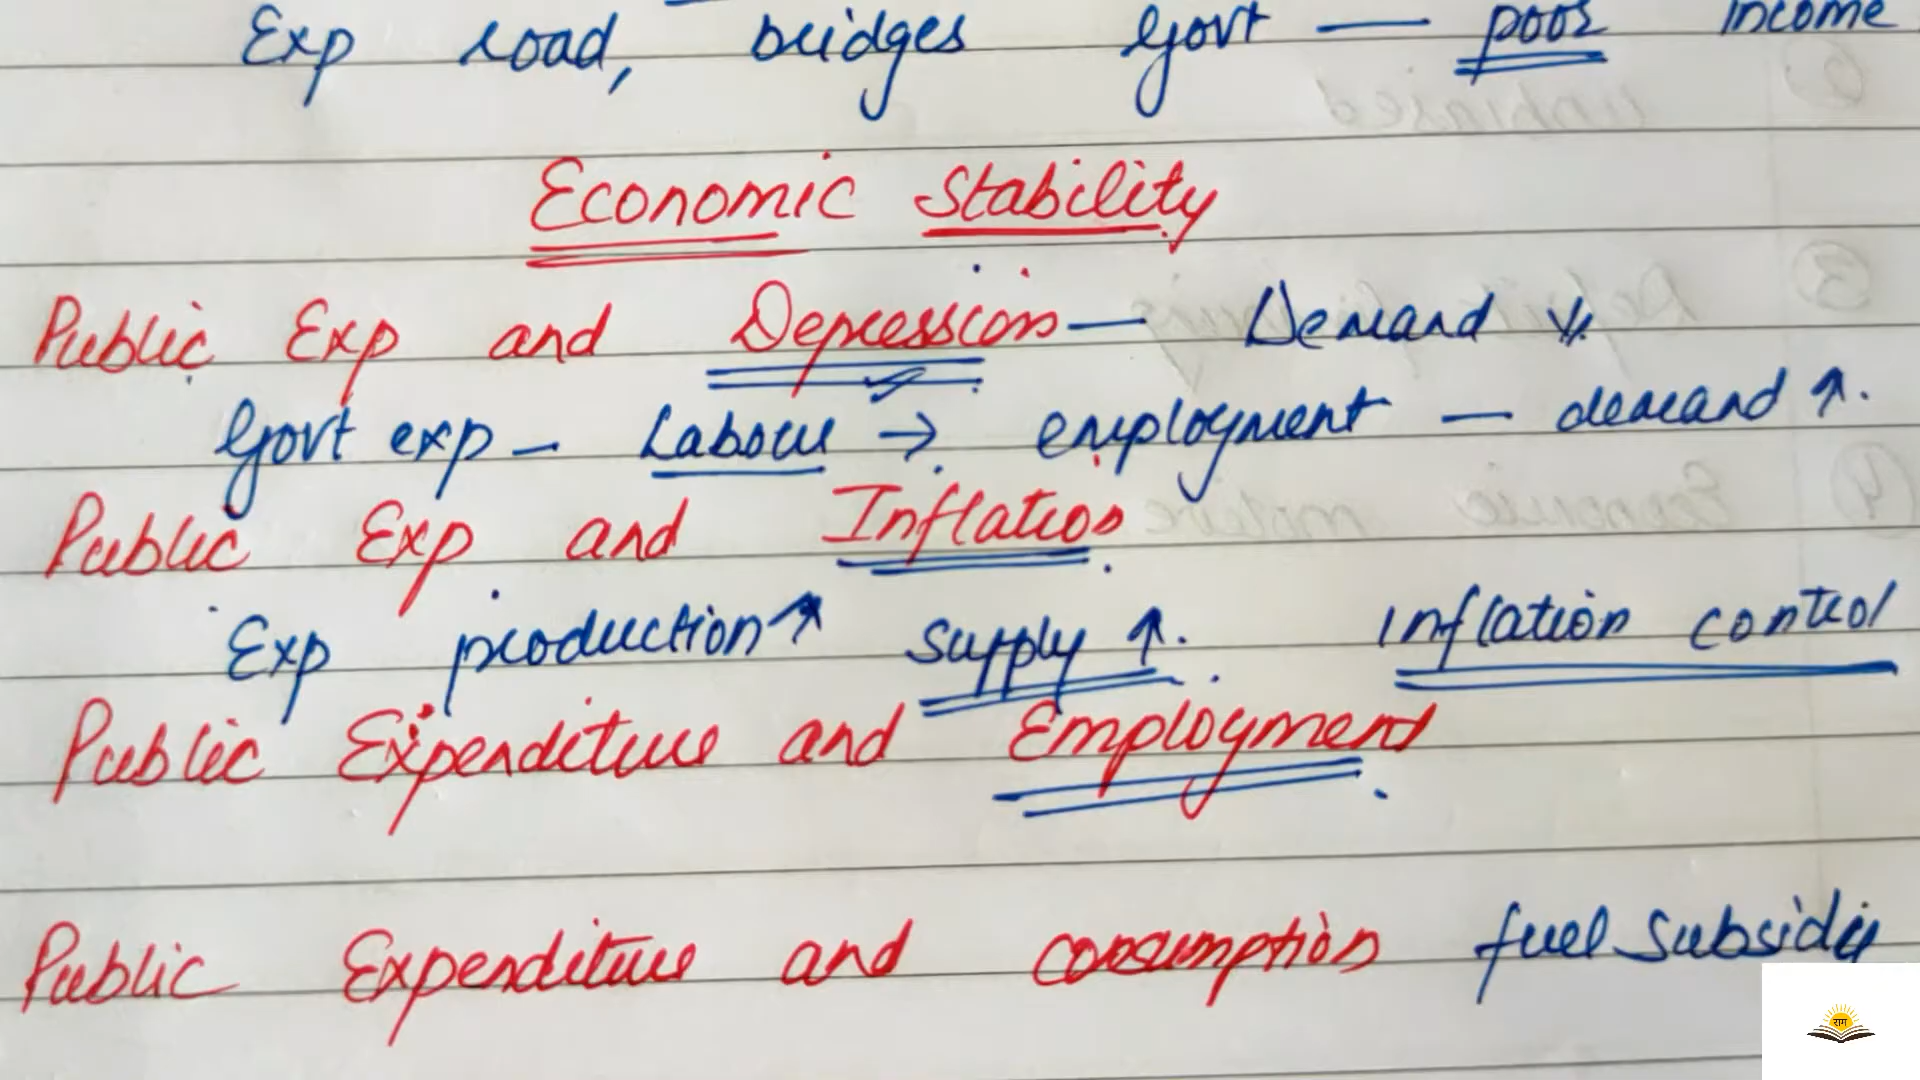 Exp road, bridges Govt — poor income
Economic Stability
Public Exp and Depression — Demand ↓
Govt exp — Labour → employment — demand ↑.
Public Exp and Inflation
Exp production ↑ supply ↑. Inflation control
Public Expenditure and Employment
Public Expenditure and consumption fuel subsidy
राम